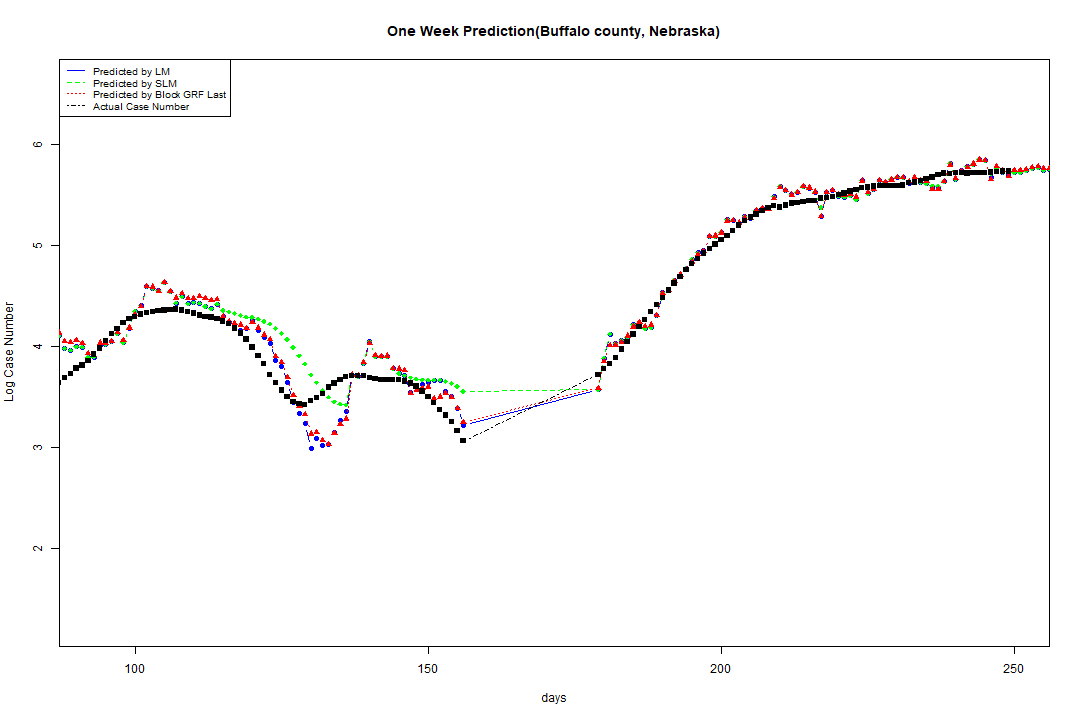 One Week Prediction(Buffalo county, Nebraska)
Predicted by LM
Predicted by SLM
Predicted by Block GRF Last
Actual Case Number
Log Case Number
6
5
4
3
2
100 150 200 250
days